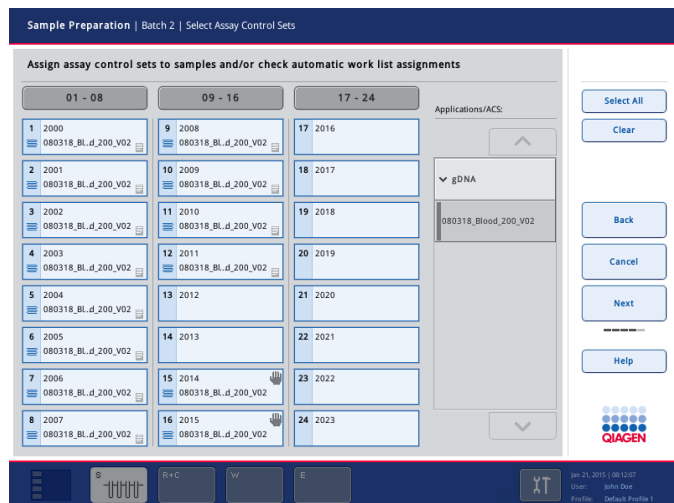 Sample Preparation | Batch 2 | Select Assay Control Sets
Assign assay control sets to samples and/or check automatic work list assignments
01 - 08
09 - 16
17 - 24
Applications/ACS:
1 2000
080318_Bl..d_200_V02
2 2001
080318_Bl..d_200_V02
3 2002
080318_Bl..d_200_V02
4 2003
080318_Bl..d_200_V02
5 2004
080318_Bl..d_200_V02
6 2005
080318_Bl..d_200_V02
7 2006
080318_Bl..d_200_V02
8 2007
080318_Bl..d_200_V02
9 2008
080318_Bl..d_200_V02
10 2009
080318_Bl..d_200_V02
11 2010
080318_Bl..d_200_V02
12 2011
080318_Bl..d_200_V02
13 2012
14 2013
15 2014
080318_Bl..d_200_V02
16 2015
080318_Bl..d_200_V02
17 2016
18 2017
19 2018
20 2019
21 2020
22 2021
23 2022
24 2023
gDNA
080318_Blood_200_V02
Select All
Clear
Back
Cancel
Next
Help
QIAGEN
S
R+C
W
E
Jan 21, 2015 | 08:12:07
User: John Doe
Profile: Default Profile 1